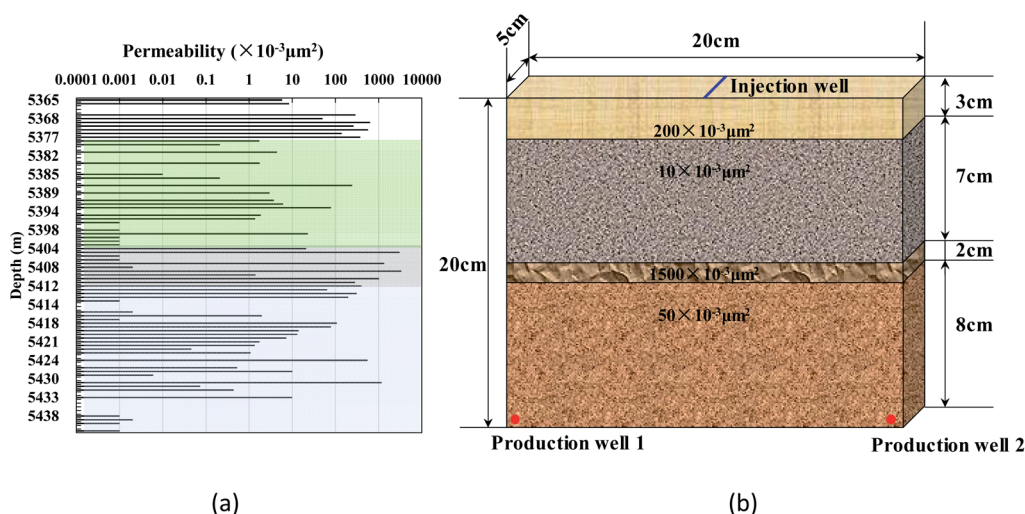 Permeability (×10⁻³μm²)
0.0001 0.001 0.01 0.1 1 10 100 1000 10000
Depth (m)
5365
5368
5377
5382
5385
5389
5394
5398
5404
5408
5412
5414
5418
5421
5424
5430
5433
5438
(a)
5cm
20cm
Injection well
3cm
200×10⁻³μm²
10×10⁻³μm²
7cm
20cm
2cm
1500×10⁻³μm²
50×10⁻³μm²
8cm
Production well 1
Production well 2
(b)